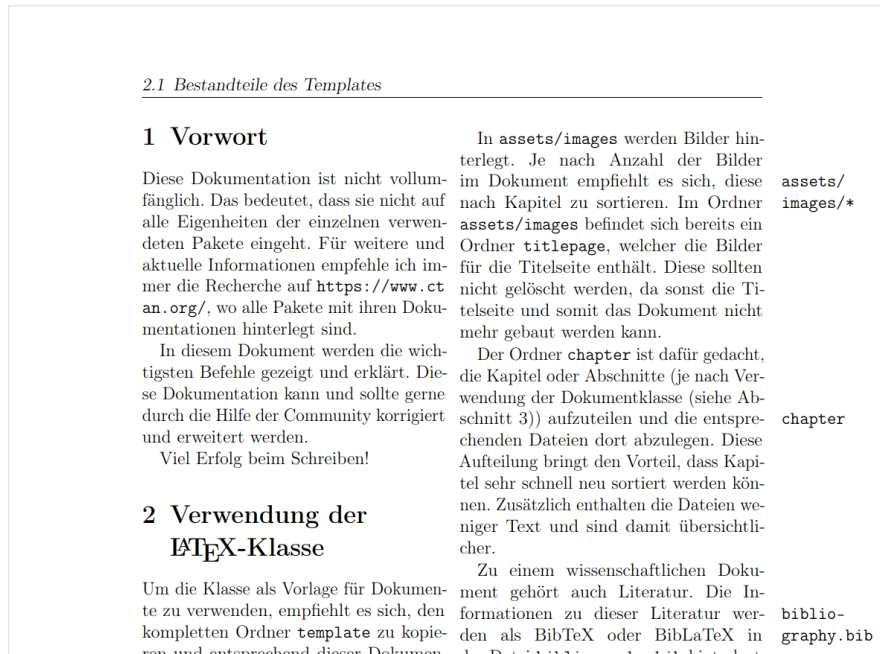 2.1 Bestandteile des Templates
1 Vorwort
Diese Dokumentation ist nicht vollum-
fänglich. Das bedeutet, dass sie nicht auf
alle Eigenheiten der einzelnen verwen-
deten Pakete eingeht. Für weitere und
aktuelle Informationen empfehle ich im-
mer die Recherche auf https://www.ct
an.org/, wo alle Pakete mit ihren Doku-
mentationen hinterlegt sind.
In diesem Dokument werden die wich-
tigsten Befehle gezeigt und erklärt. Die-
se Dokumentation kann und sollte gerne
durch die Hilfe der Community korrigiert
und erweitert werden.
Viel Erfolg beim Schreiben!
2 Verwendung der
LATEX-Klasse
Um die Klasse als Vorlage für Dokumen-
te zu verwenden, empfiehlt es sich, den
kompletten Ordner template zu kopie-
ren und entsprechend dieser Dokumen-
In assets/images werden Bilder hin-
terlegt. Je nach Anzahl der Bilder
im Dokument empfiehlt es sich, diese
nach Kapitel zu sortieren. Im Ordner
assets/images befindet sich bereits ein
Ordner titlepage, welcher die Bilder
für die Titelseite enthält. Diese sollten
nicht gelöscht werden, da sonst die Ti-
telseite und somit das Dokument nicht
mehr gebaut werden kann.
Der Ordner chapter ist dafür gedacht,
die Kapitel oder Abschnitte (je nach Ver-
wendung der Dokumentklasse (siehe Ab-
schnitt 3)) aufzuteilen und die entspre-
chenden Dateien dort abzulegen. Diese
Aufteilung bringt den Vorteil, dass Kapi-
tel sehr schnell neu sortiert werden kön-
nen. Zusätzlich enthalten die Dateien we-
niger Text und sind damit übersichtli-
cher.
Zu einem wissenschaftlichen Doku-
ment gehört auch Literatur. Die In-
formationen zu dieser Literatur wer-
den als BibTeX oder BibLaTeX in
assets/
images/*
chapter
biblio-
graphy.bib